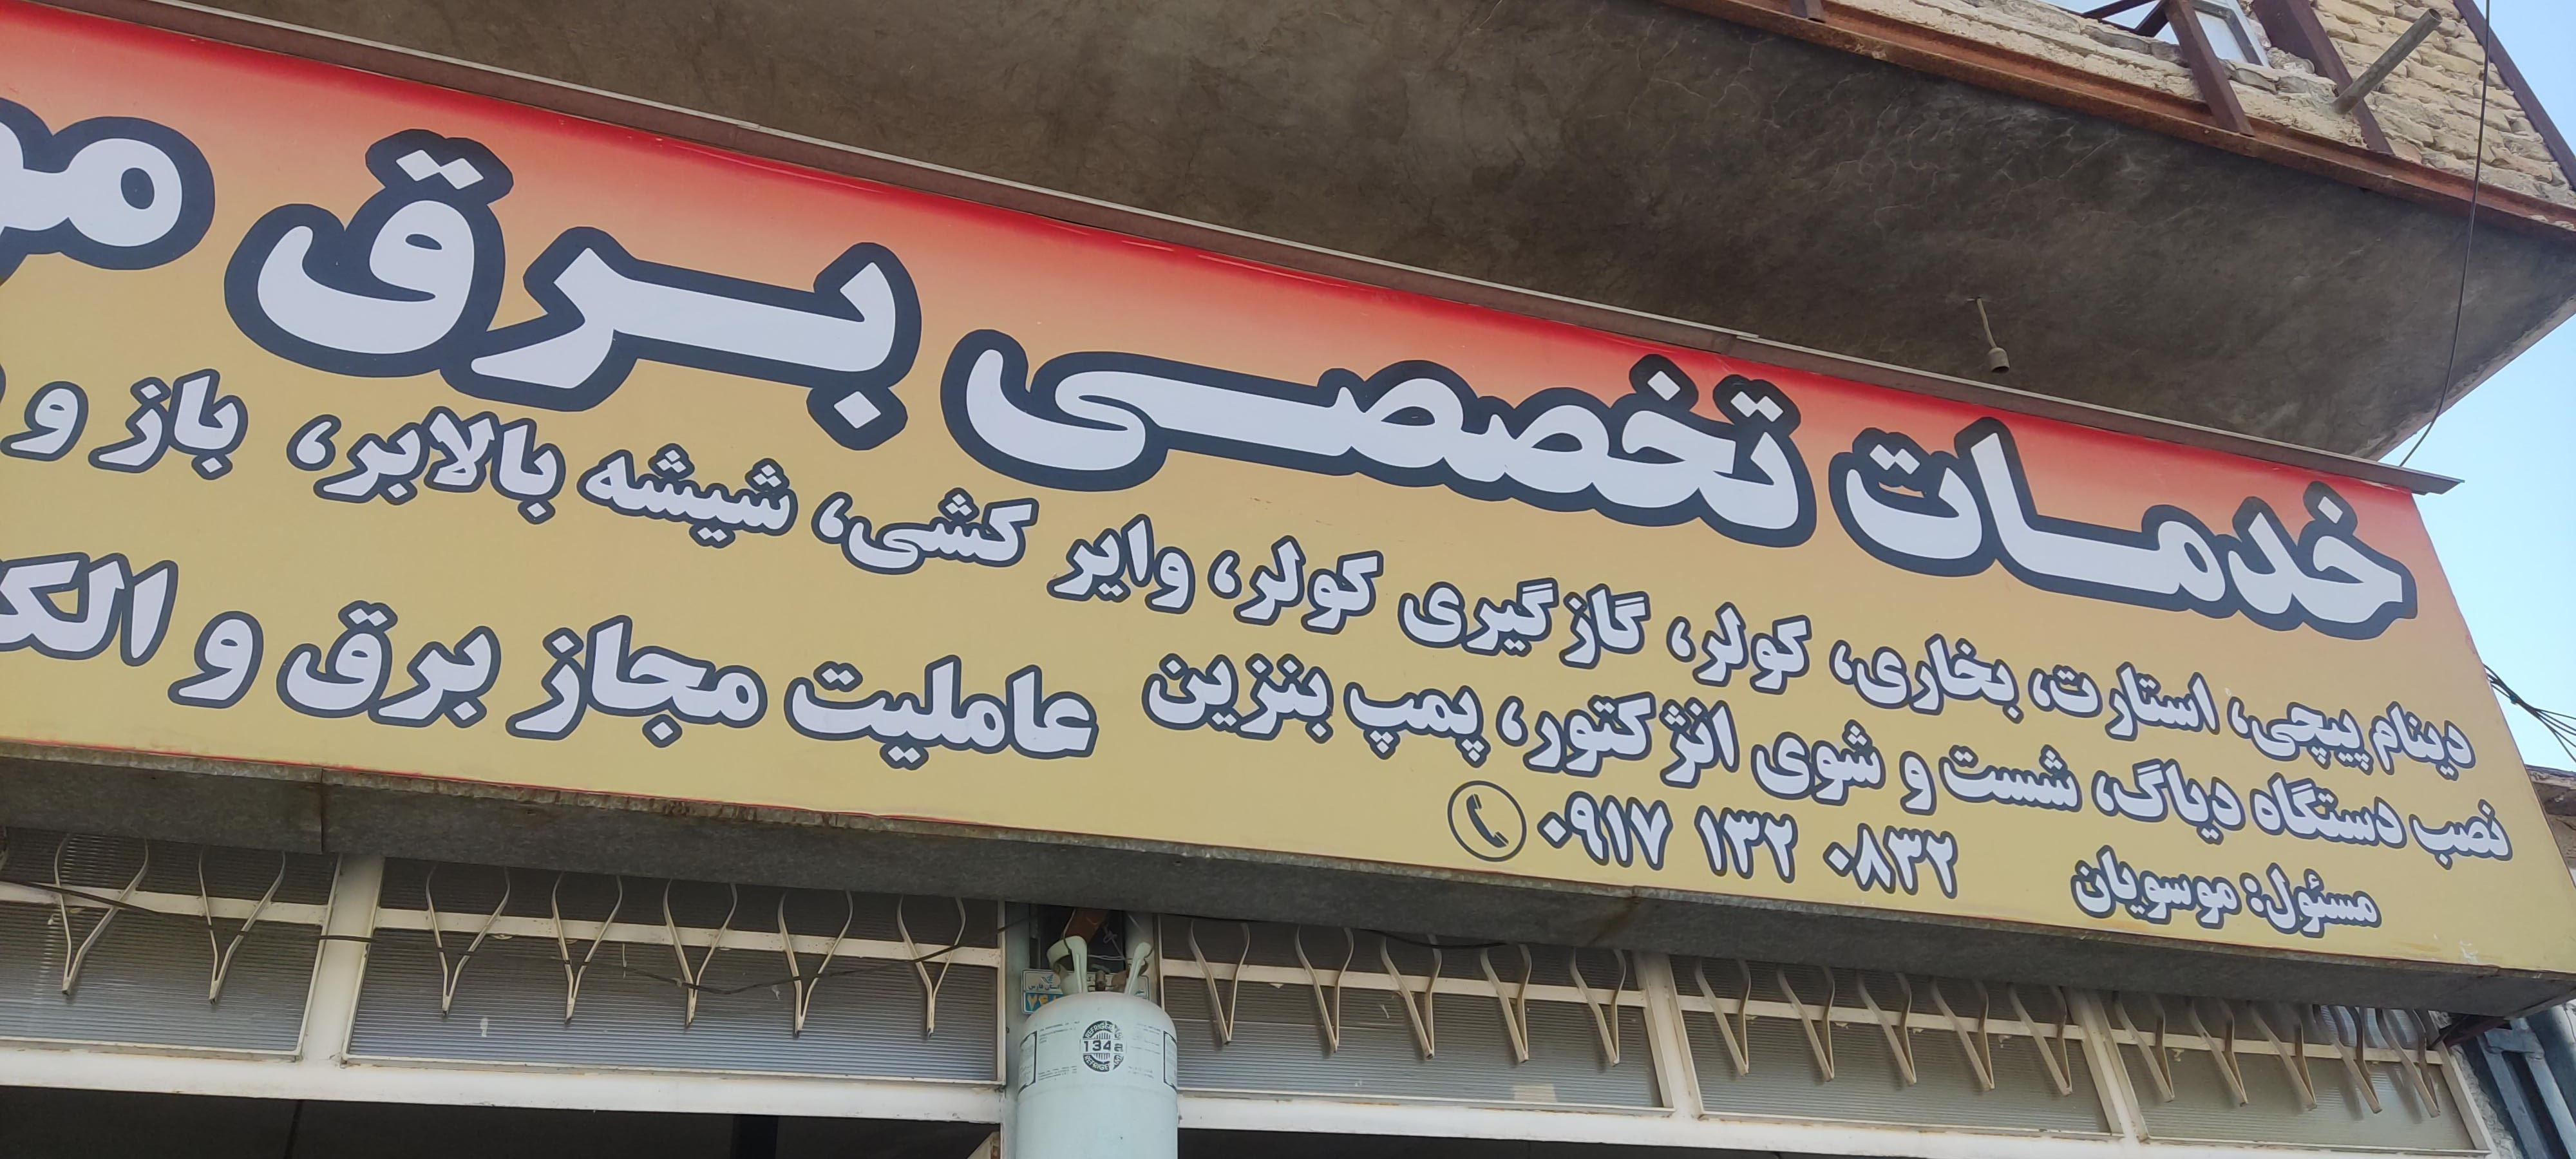 خدمات تخصصی برق
دینام پیچی، استارت، بخاری، کولر، گازگیری کولر، وایر کشی، شیشه بالابر، باز و
نصب دستگاه دیاگ، شست و شوی انژکتور، پمپ بنزین
عاملیت مجاز برق و
مسئول: موسویان
۰۹۱۷ ۱۳۲ ۰۸۳۲
134a